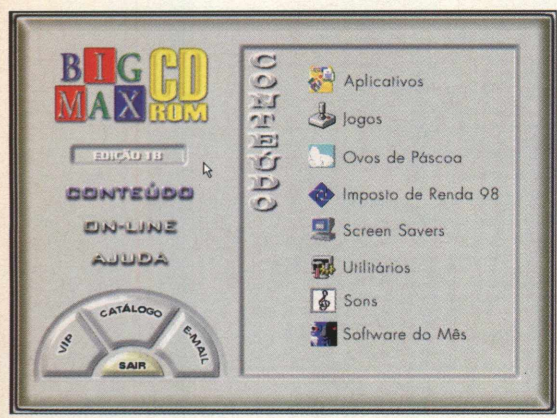 BIG
MAX
CD
ROM
EDIÇÃO 18
CONTEÚDO
ON-LINE
AJUDA
VIP
CATÁLOGO
E-MAIL
SAIR
CONTEÚDO
Aplicativos
Jogos
Ovos de Páscoa
Imposto de Renda 98
Screen Savers
Utilitários
Sons
Software do Mês